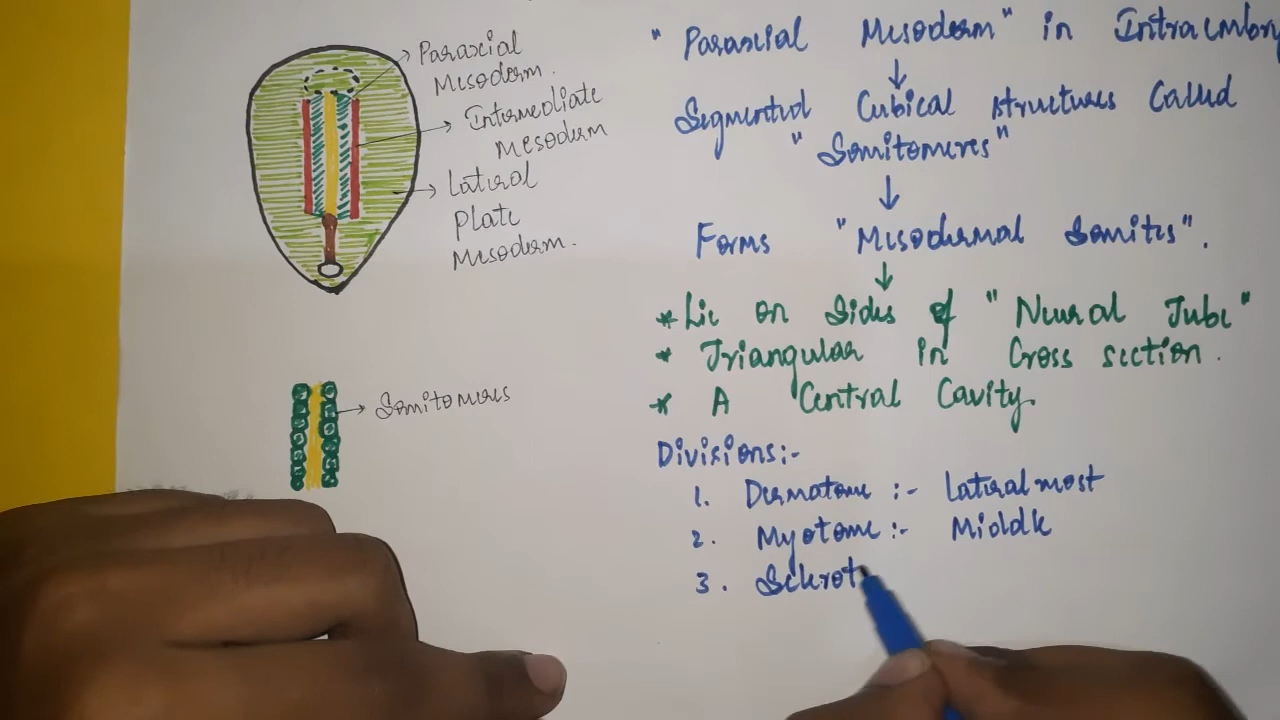 Paraxial
Mesoderm.
Intermediate
Mesoderm
Lateral
Plate
Mesoderm.
Somitomeres
"Paraxial Mesoderm" in Intraembry
Segmented Cubical structures Called
"Somitomeres"
Forms "Mesodermal Somites".
* Lie on Sides of "Neural Tube"
* Triangular in Cross section.
* A Central Cavity.
Divisions:-
1. Dermatome :- Lateral most
2. Myotome :- Middle
3. Sclerot